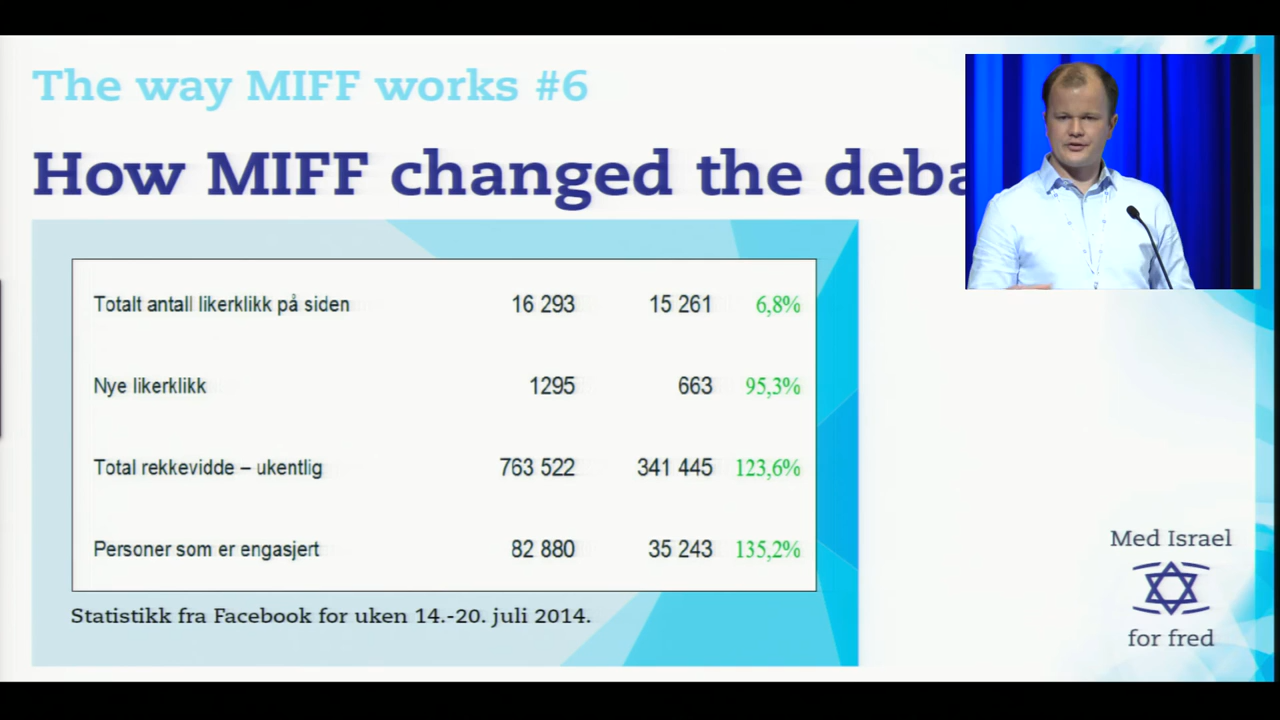 The way MIFF works #6
How MIFF changed the deba
Totalt antall likerklikk på siden 16 293 15 261 6,8%
Nye likerklikk 1295 663 95,3%
Total rekkevidde – ukentlig 763 522 341 445 123,6%
Personer som er engasjert 82 880 35 243 135,2%
Statistikk fra Facebook for uken 14.-20. juli 2014.
Med Israel
for fred